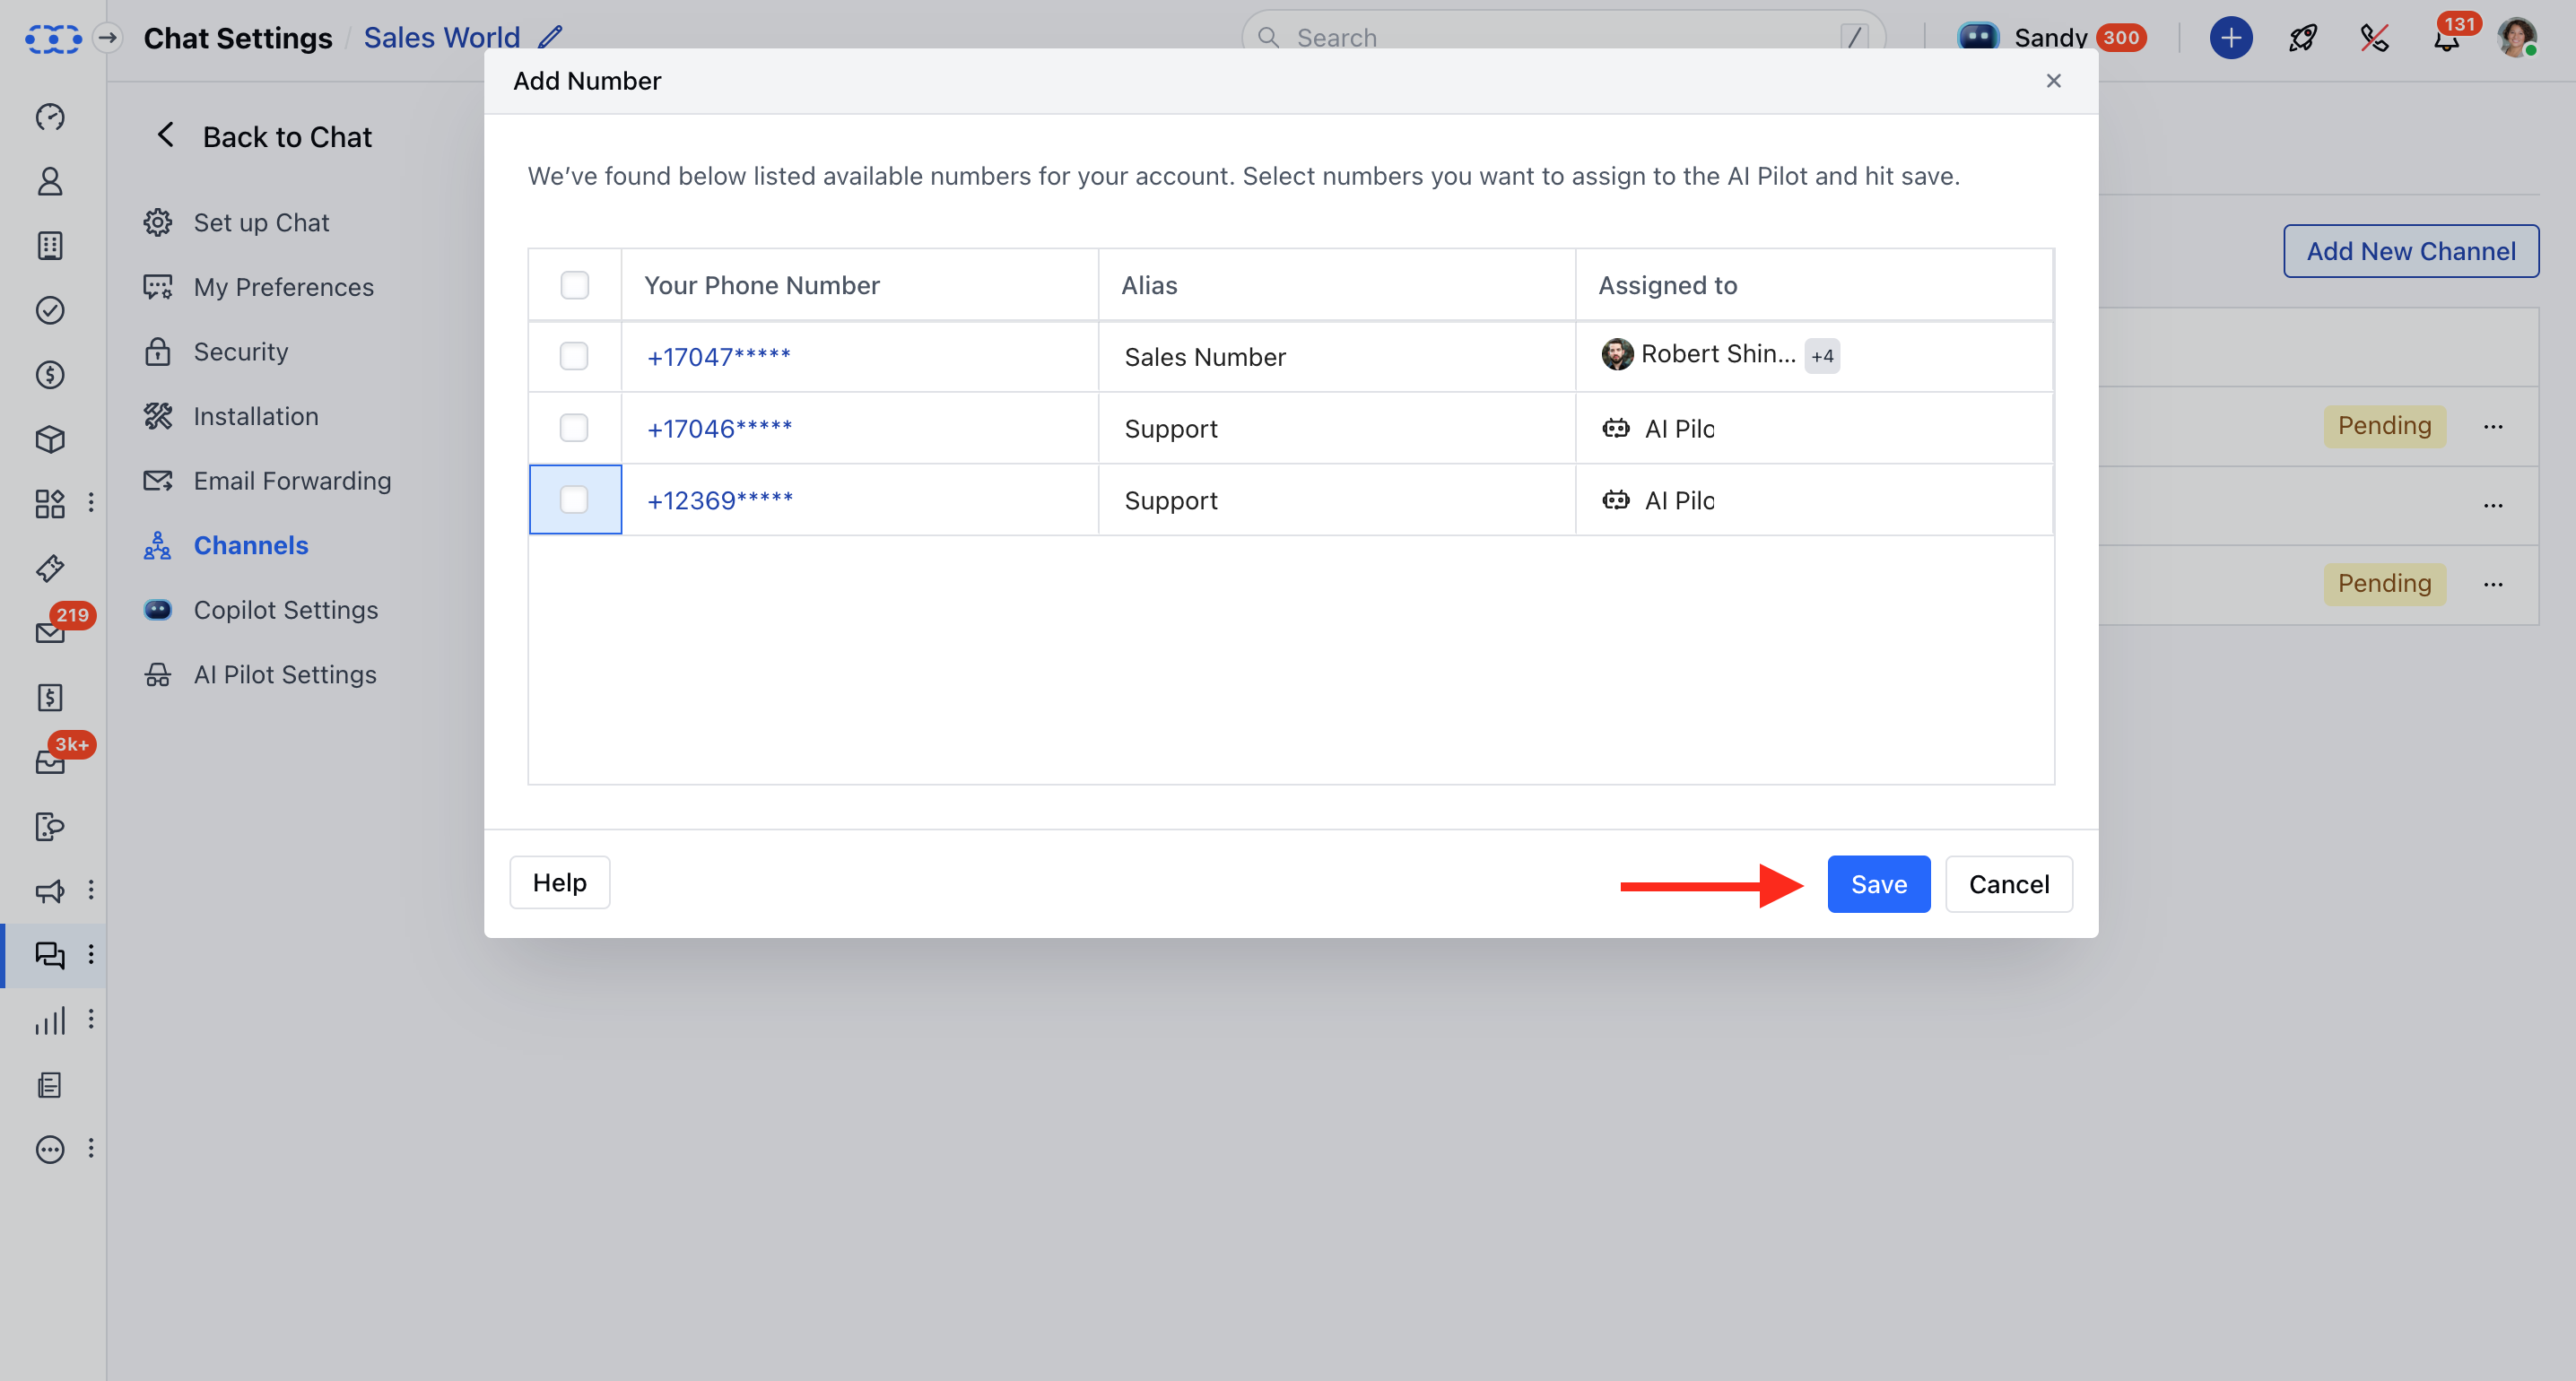 Chat Settings / Sales World
Search /
Sandy 300
131
Add Number
Back to Chat
We've found below listed available numbers for your account. Select numbers you want to assign to the AI Pilot and hit save.
Set up Chat
My Preferences
Security
Installation
Email Forwarding
Channels
Copilot Settings
AI Pilot Settings
219
3k+
Add New Channel
Your Phone Number Alias Assigned to
+17047***** Sales Number Robert Shin... +4
+17046***** Support AI Pilo
+12369***** Support AI Pilo
Pending
Pending
Help
Save
Cancel